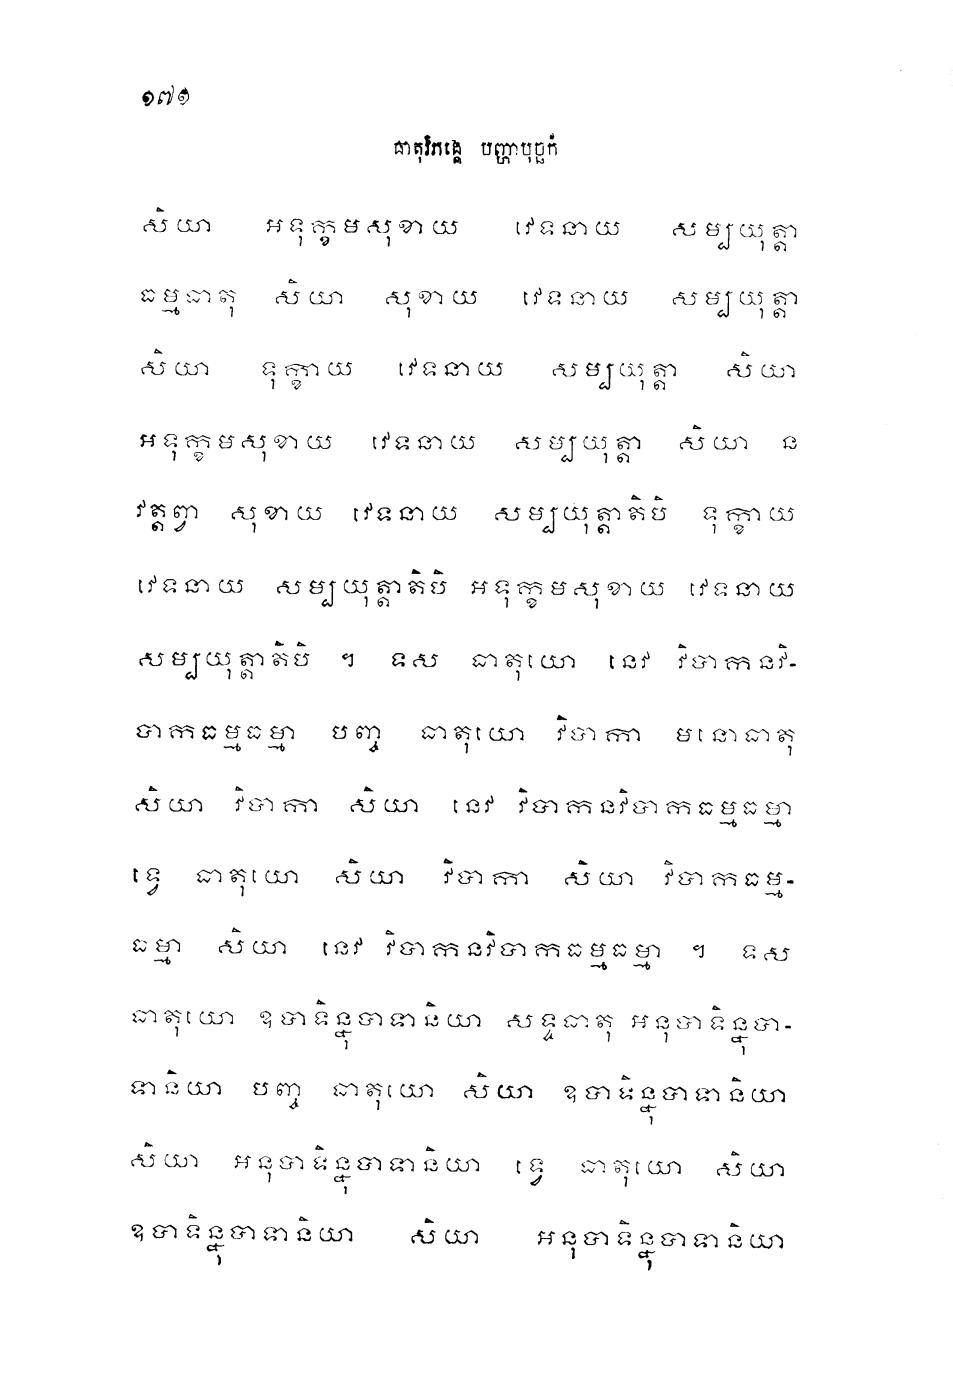 ១៧១
ធាតុវិភង្គេ បញ្ហាបុច្ឆកំ
សិយា អទុក្ខមសុខាយ វេទនាយ សម្បយុត្តា
ធម្មធាតុ សិយា សុខាយ វេទនាយ សម្បយុត្តា
សិយា ទុក្ខាយ វេទនាយ សម្បយុត្តា សិយា
អទុក្ខមសុខាយ វេទនាយ សម្បយុត្តា សិយា ន
វត្តព្វា សុខាយ វេទនាយ សម្បយុត្តាតិបិ ទុក្ខាយ
វេទនាយ សម្បយុត្តាតិបិ អទុក្ខមសុខាយ វេទនាយ
សម្បយុត្តាតិបិ ។ ទស ធាតុយោ នេវ វិបាកនវិ-
បាកធម្មធម្មា បញ្ច ធាតុយោ វិបាកា មនោធាតុ
សិយា វិបាកា សិយា នេវ វិបាកនវិបាកធម្មធម្មា
ទ្វេ ធាតុយោ សិយា វិបាកា សិយា វិបាកធម្ម-
ធម្មា សិយា នេវ វិបាកនវិបាកធម្មធម្មា ។ ទស
ធាតុយោ ឧបាទិន្នុបាទានិយា សទ្ទធាតុ អនុបាទិន្នុបា-
ទានិយា បញ្ច ធាតុយោ សិយា ឧបាទិន្នុបាទានិយា
សិយា អនុបាទិន្នុបាទានិយា ទ្វេ ធាតុយោ សិយា
ឧបាទិន្នុបាទានិយា សិយា អនុបាទិន្នុបាទានិយា